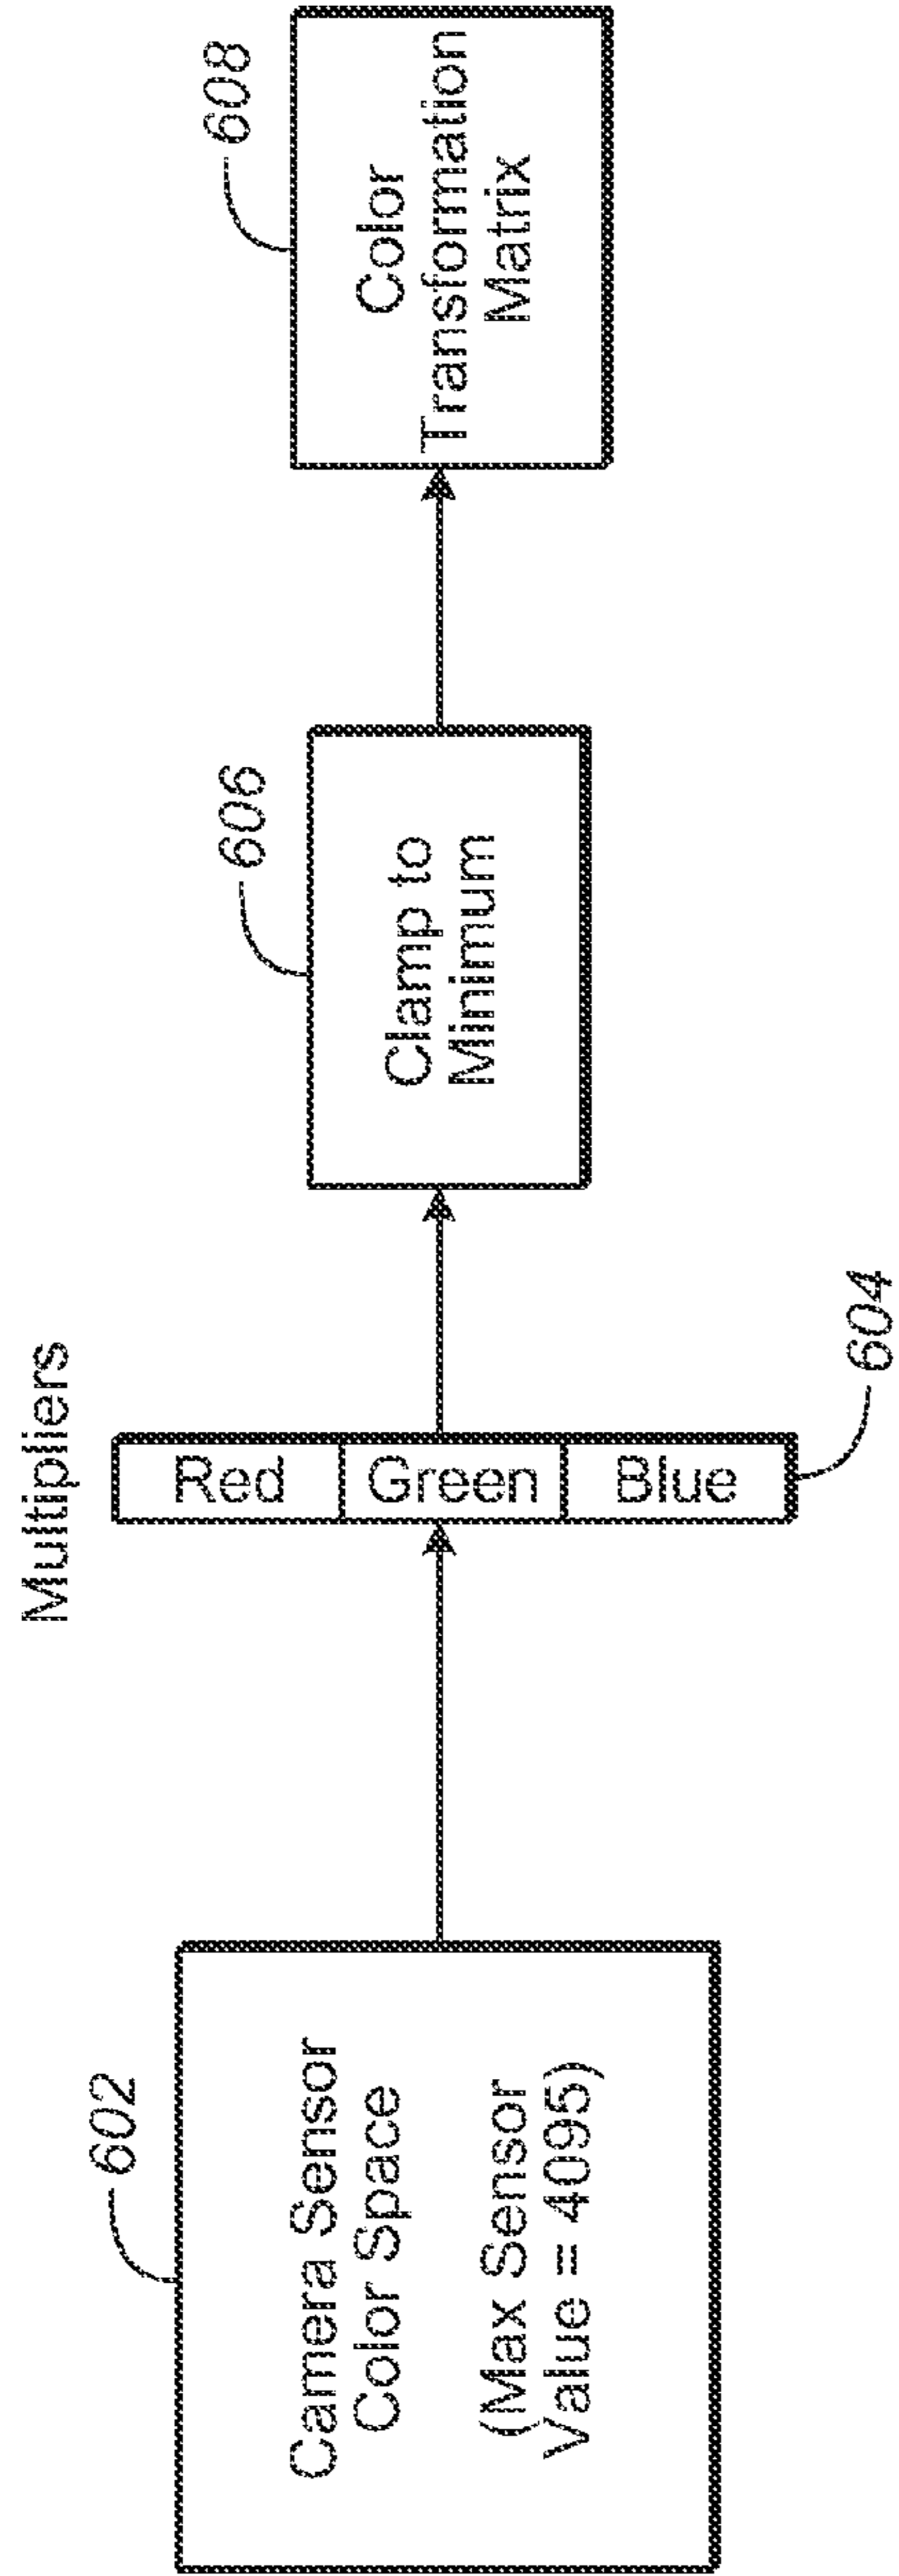 602
Camera Sensor
Color Space
(Max Sensor
Value = 4095)
Multipliers
Red
Green
Blue
604
606
Clamp to
Minimum
608
Color
Transformation
Matrix